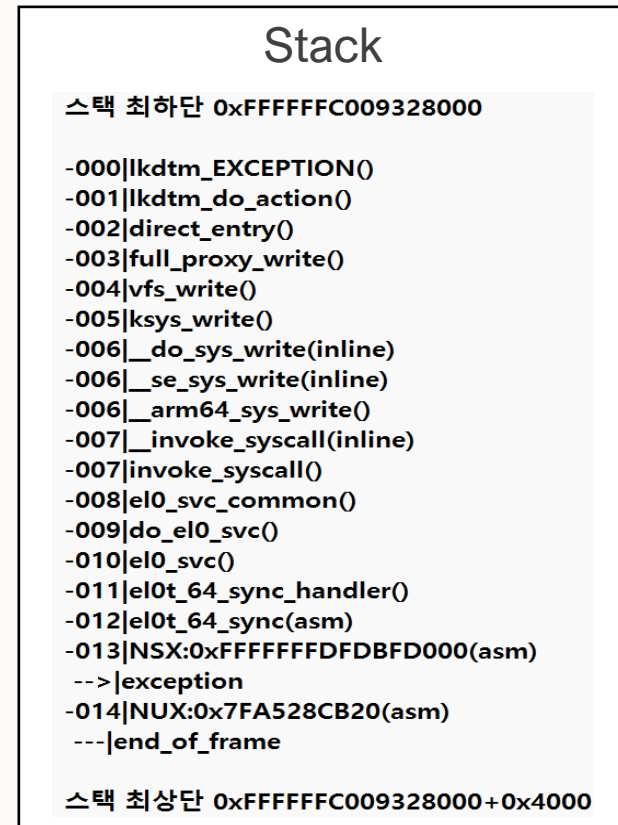 Stack
스택 최하단 0xFFFFFFC009328000
-000|lkdtm_EXCEPTION()
-001|lkdtm_do_action()
-002|direct_entry()
-003|full_proxy_write()
-004|vfs_write()
-005|ksys_write()
-006|__do_sys_write(inline)
-006|__se_sys_write(inline)
-006|__arm64_sys_write()
-007|__invoke_syscall(inline)
-007|invoke_syscall()
-008|el0_svc_common()
-009|do_el0_svc()
-010|el0_svc()
-011|el0t_64_sync_handler()
-012|el0t_64_sync(asm)
-013|NSX:0xFFFFFFFDFDBFD000(asm)
-->|exception
-014|NUX:0x7FA528CB20(asm)
---|end_of_frame
스택 최상단 0xFFFFFFC009328000+0x4000